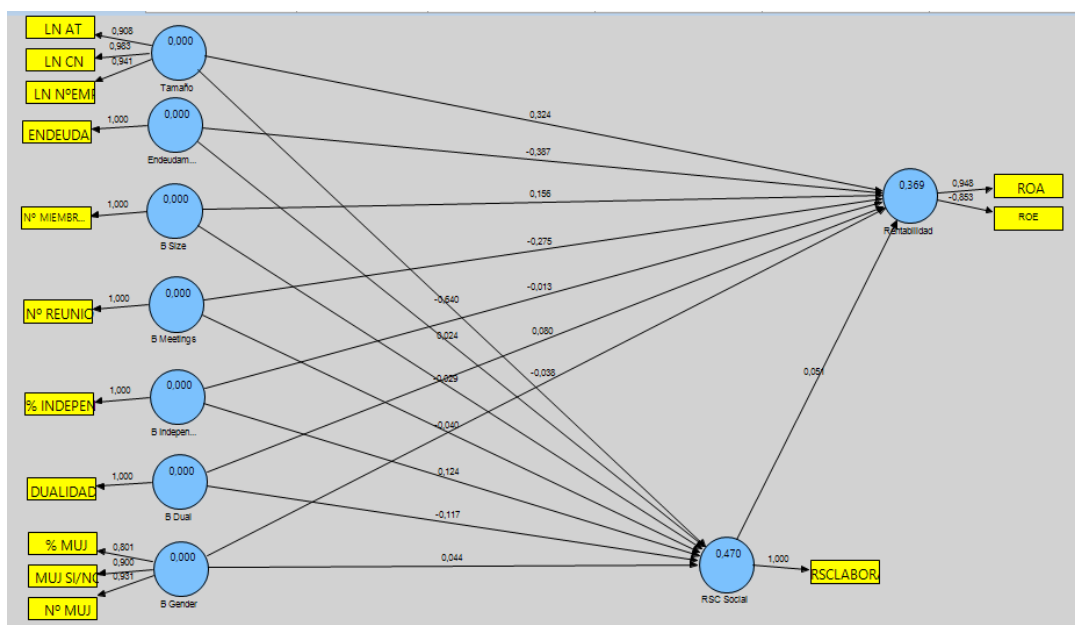 LN AT
0,908
0,000
LN CN
0,983
0,941
LN NºEMP
Tamaño
0,324
ENDEUDA
1,000
0,000
Endeudam...
-0,387
Nº MIEMBR...
1,000
0,000
B Size
0,156
0,369
Rentabilidad
0,948
ROA
-0,853
ROE
Nº REUNIO
1,000
0,000
B Meetings
-0,275
-0,013
0,080
-0,038
% INDEPEN
1,000
0,000
B Indepen...
-0,540
0,024
-0,029
-0,040
0,124
0,051
DUALIDAD
1,000
0,000
B Dual
-0,117
% MUJ
0,801
0,000
MUJ SI/NO
0,900
0,931
Nº MUJ
B Gender
0,044
0,470
RSC Social
1,000
RSCLABORA